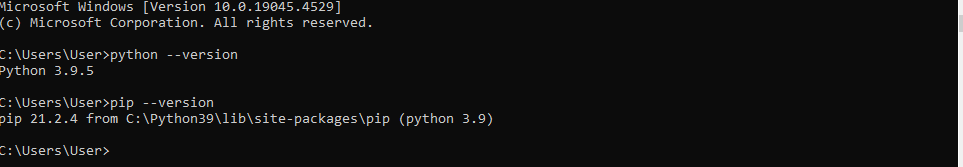 Microsoft Windows [Version 10.0.19045.4529]
(c) Microsoft Corporation. All rights reserved.
C:\Users\User>python --version
Python 3.9.5
C:\Users\User>pip --version
pip 21.2.4 from C:\Python39\lib\site-packages\pip (python 3.9)
C:\Users\User>